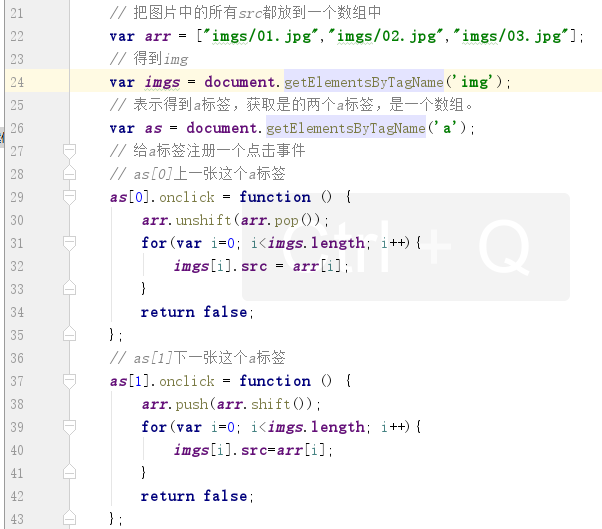 21 // 把图片中的所有src都放到一个数组中
22 var arr = ["imgs/01.jpg","imgs/02.jpg","imgs/03.jpg"];
23 // 得到img
24 var imgs = document.getElementsByTagName('img');
25 // 表示得到a标签，获取是的两个a标签，是一个数组。
26 var as = document.getElementsByTagName('a');
27 // 给a标签注册一个点击事件
28 // as[0]上一张这个a标签
29 as[0].onclick = function () {
30 arr.unshift(arr.pop());
31 for(var i=0; i<imgs.length; i++){
32 imgs[i].src = arr[i];
33 }
34 return false;
35 };
36 // as[1]下一张这个a标签
37 as[1].onclick = function () {
38 arr.push(arr.shift());
39 for(var i=0; i<imgs.length; i++){
40 imgs[i].src=arr[i];
41 }
42 return false;
43 };
Ctrl + Q